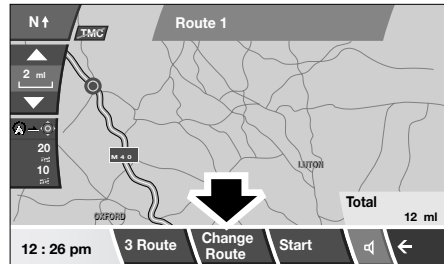 N
Route 1
TMC
2 ml
20
10
M40
LUTON
OXFORD
Total
12 ml
12 : 26 pm
3 Route
Change
Route
Start